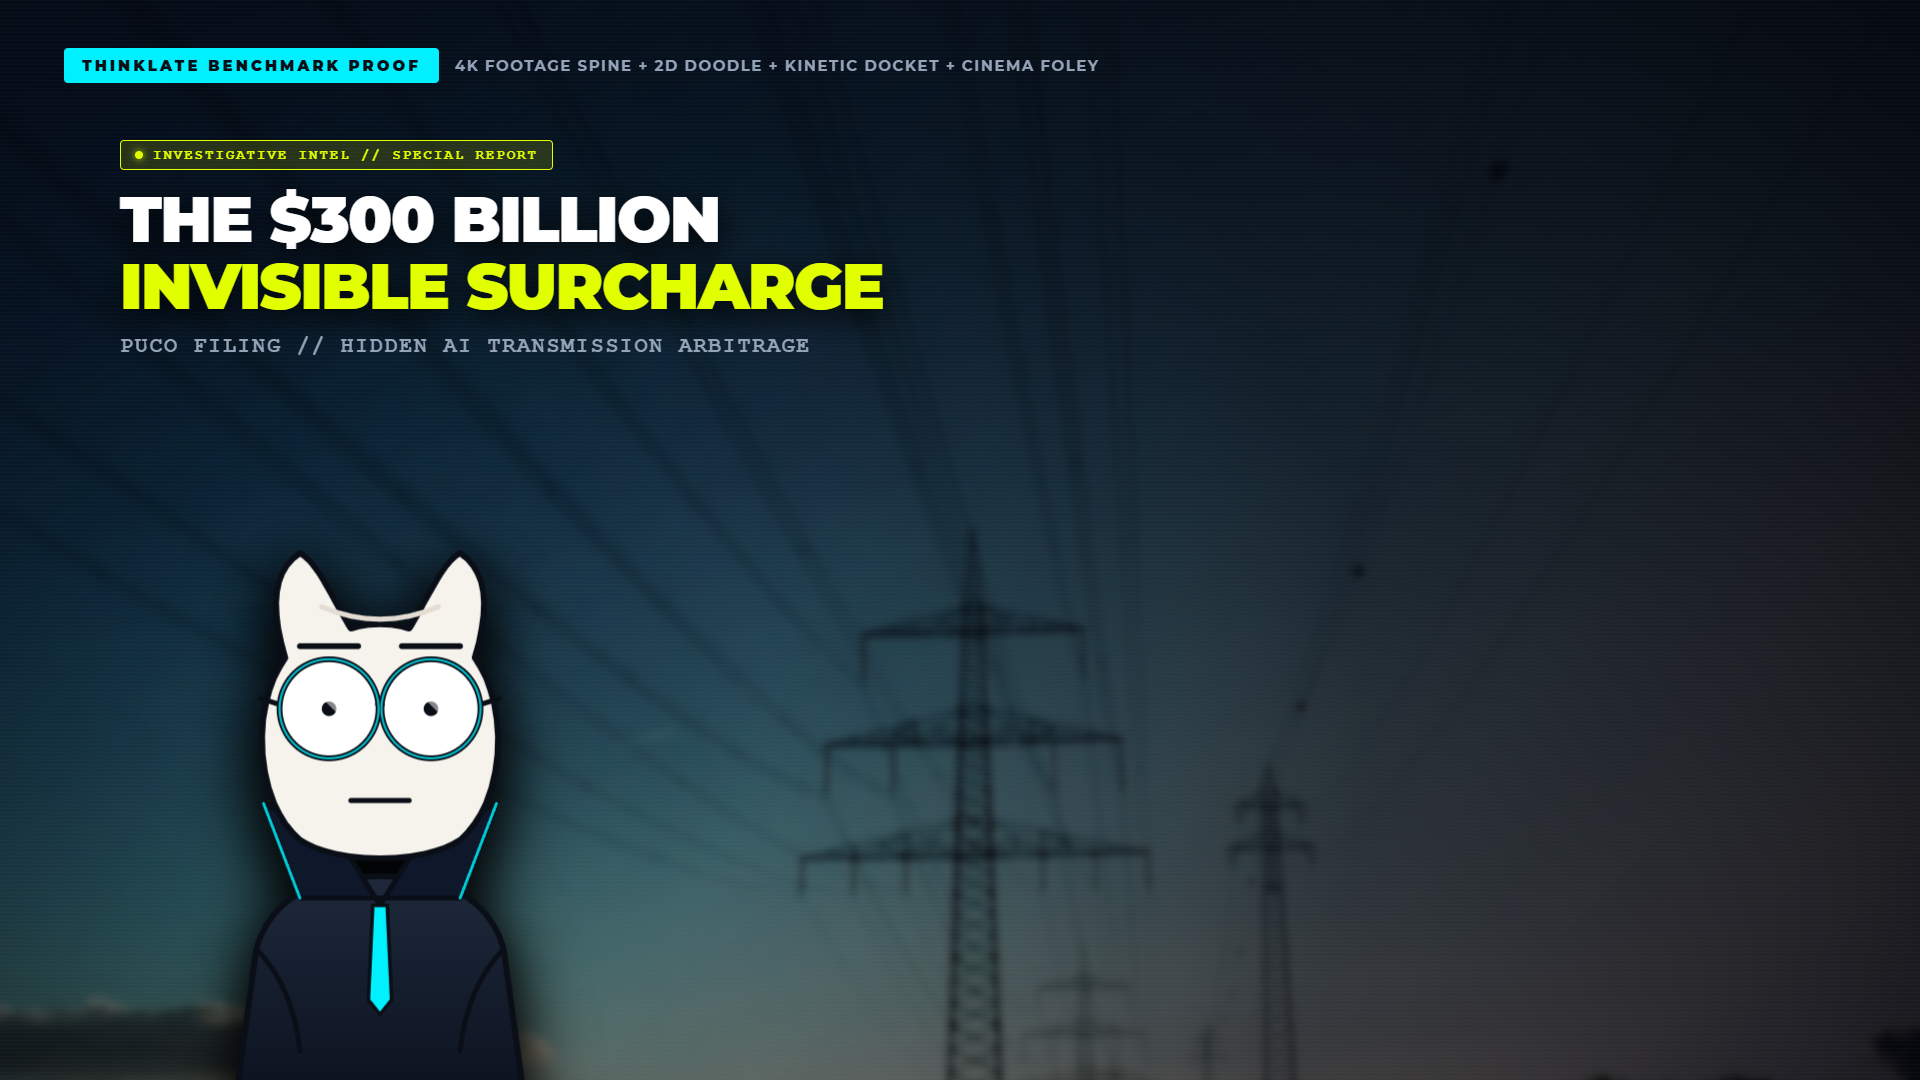 THINKLATE BENCHMARK PROOF
4K FOOTAGE SPINE + 2D DOODLE + KINETIC DOCKET + CINEMA FOLEY
INVESTIGATIVE INTEL // SPECIAL REPORT
THE $300 BILLION
INVISIBLE SURCHARGE
PUCO FILING // HIDDEN AI TRANSMISSION ARBITRAGE